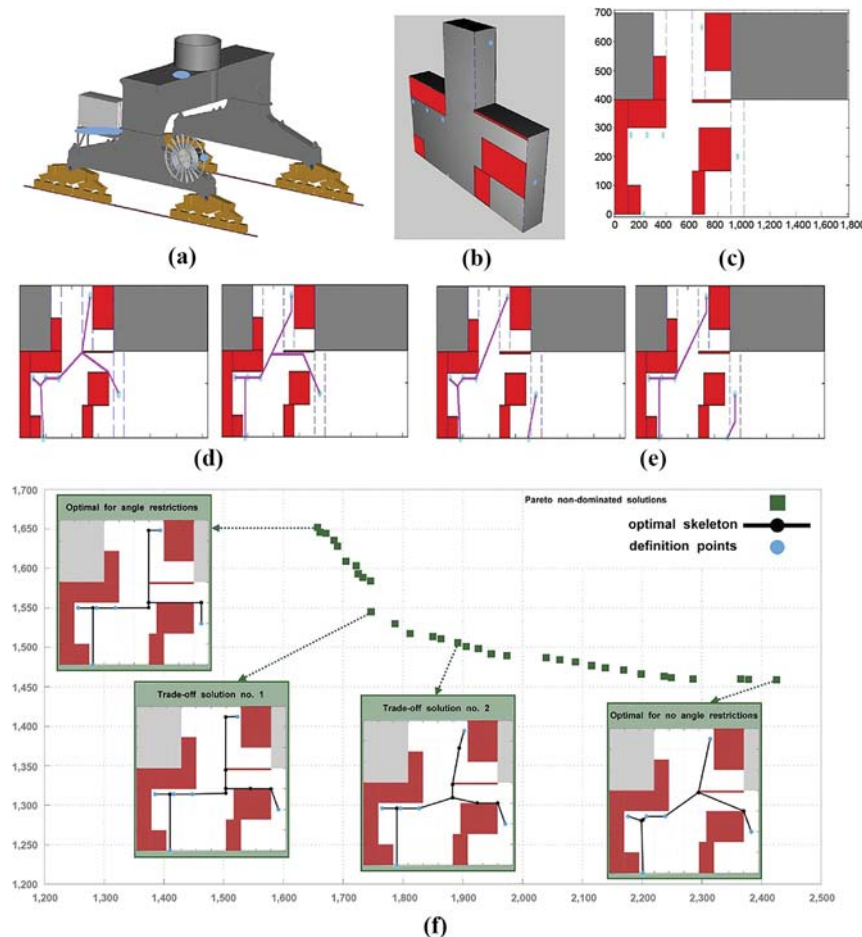 (a)
(b)
700
600
500
400
300
200
100
0
0 200 400 600 800 1,000 1,400 1,800
(c)
(d)
(e)
1,700
1,650
1,600
1,550
1,500
1,450
1,400
1,350
1,300
1,250
1,200
Optimal for angle restrictions
Pareto non-dominated solutions
optimal skeleton
definition points
Trade-off solution no. 1
Trade-off solution no. 2
Optimal for no angle restrictions
1,200 1,300 1,400 1,500 1,600 1,700 1,800 1,900 2,000 2,100 2,200 2,300 2,400 2,500
(f)